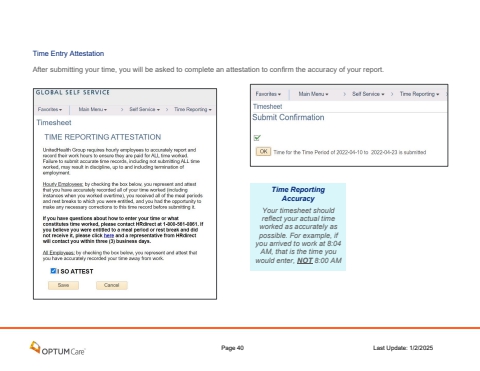 Time Entry Attestation
After submitting your time, you will be asked to complete an attestation to confirm the accuracy of your report.
GLOBAL SELF SERVICE
Favorites Main Menu > Self Service > Time Reporting
Timesheet
TIME REPORTING ATTESTATION
UnitedHealth Group requires hourly employees to accurately report and
record their work hours to ensure they are paid for ALL time worked.
Failure to submit accurate time records, including not submitting ALL time
worked, may result in discipline, up to and including termination of
employment.
Hourly Employees: by checking the box below, you represent and attest
that you have accurately recorded all of your time worked (including
instances when you worked overtime), you received all of the meal periods
and rest breaks to which you were entitled, and you had the opportunity to
make any necessary corrections to this time record before submitting it.
If you have questions about how to enter your time or what
constitutes time worked, please contact HRdirect at 1-800-561-0861. If
you believe you were entitled to a meal period or rest break and did
not receive it, please click here and a representative from HRdirect
will contact you within three (3) business days.
All Employees: by checking the box below, you represent and attest that
you have accurately recorded your time away from work.
I SO ATTEST
Save Cancel
Favorites Main Menu > Self Service > Time Reporting
Timesheet
Submit Confirmation
OK Time for the Time Period of 2022-04-10 to 2022-04-23 is submitted
Time Reporting
Accuracy
Your timesheet should
reflect your actual time
worked as accurately as
possible. For example, if
you arrived to work at 8:04
AM, that is the time you
would enter, NOT 8:00 AM
OPTUMCare Page 40 Last Update: 1/2/2025